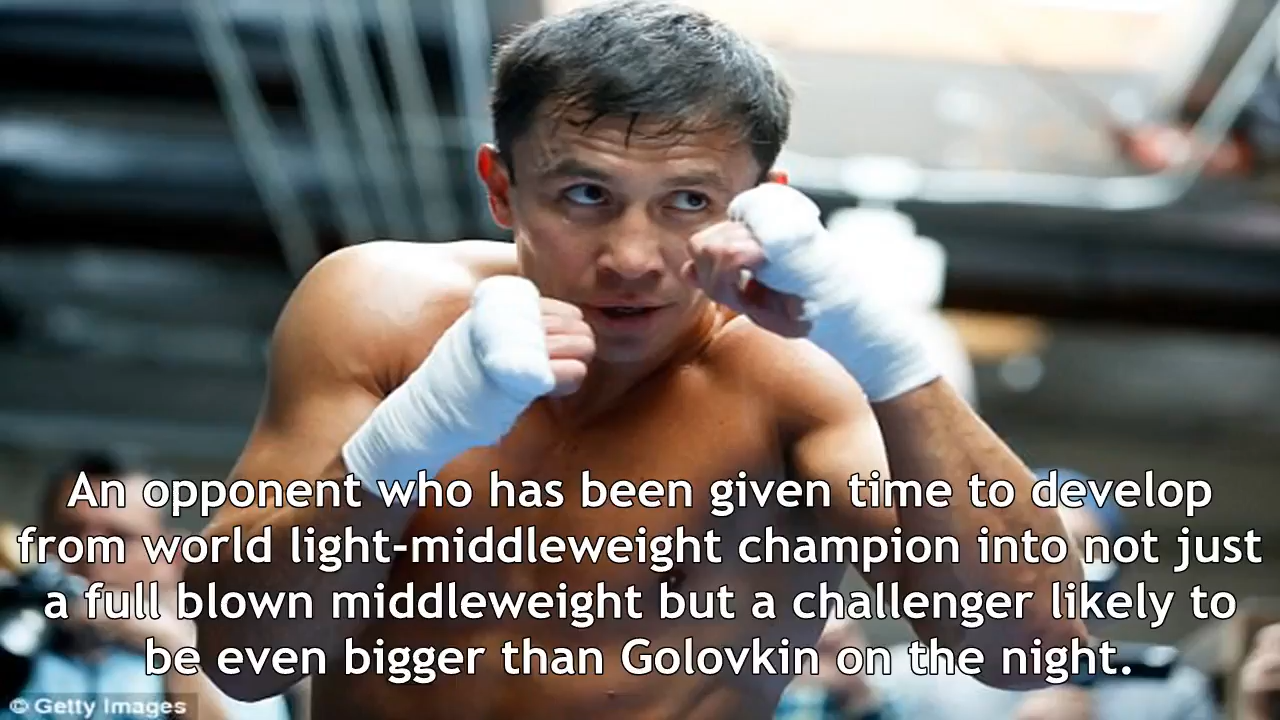 An opponent who has been given time to develop
from world light-middleweight champion into not just
a full blown middleweight but a challenger likely to
be even bigger than Golovkin on the night.
© Getty Images